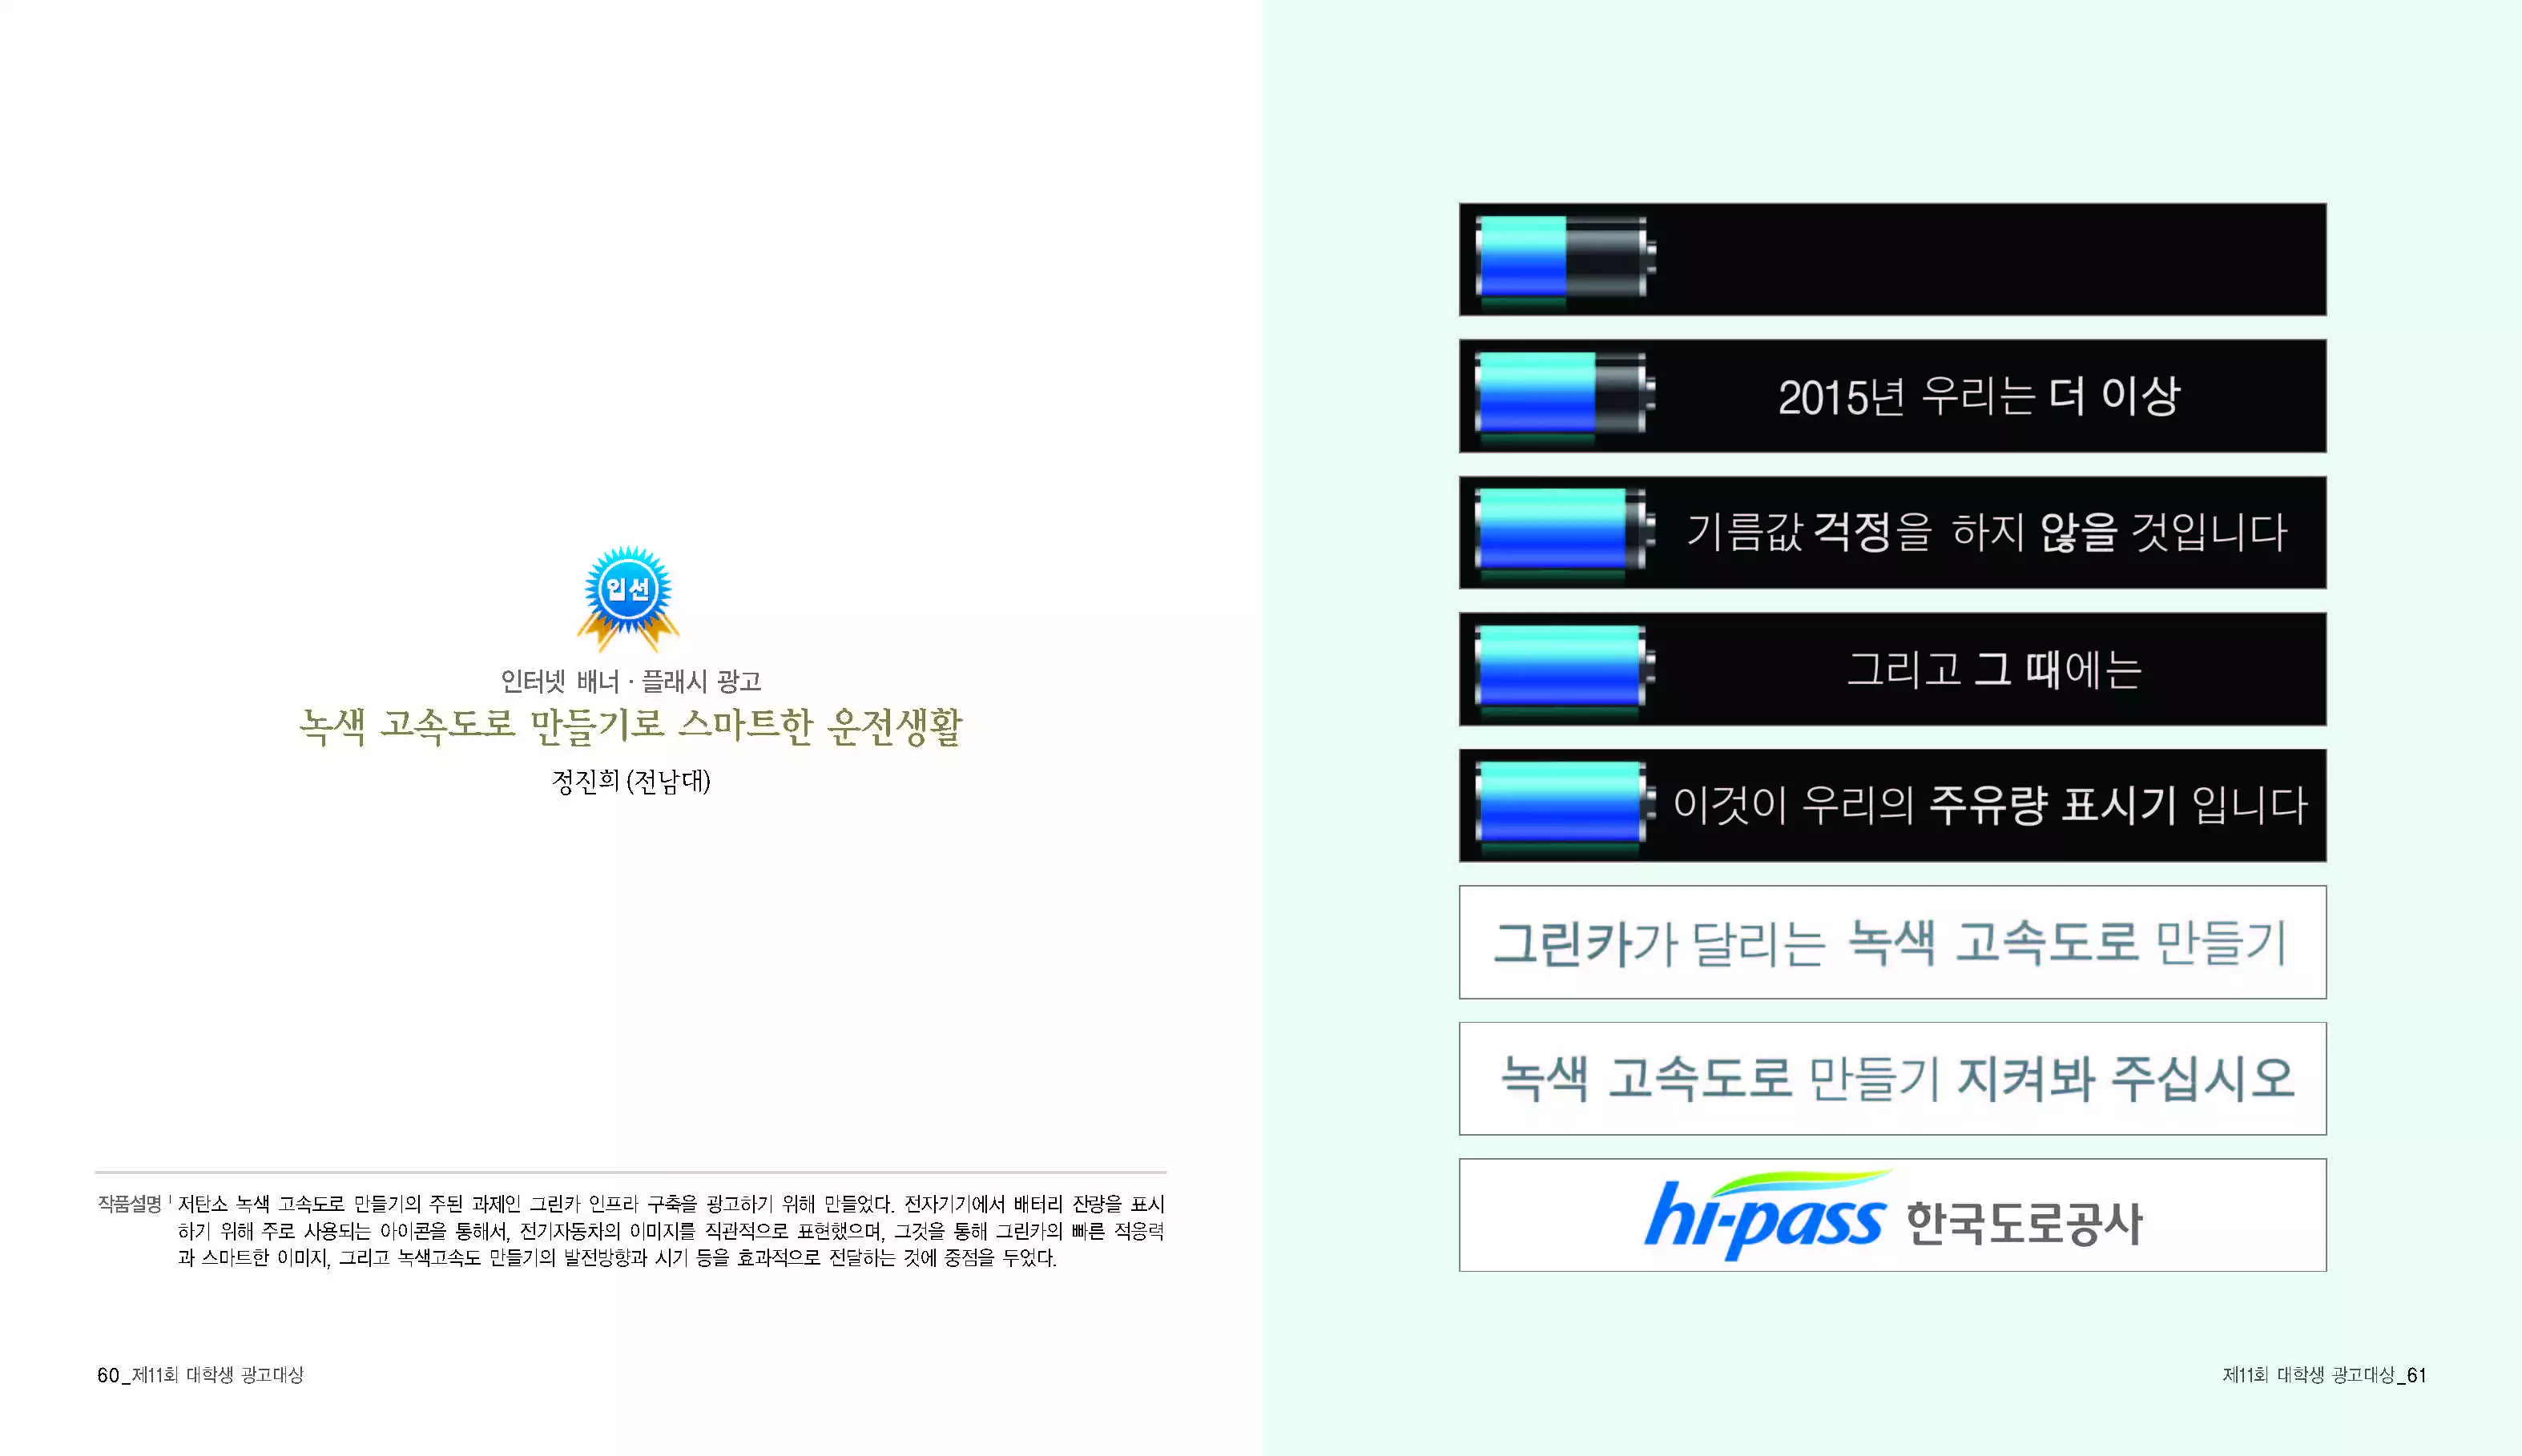 입선
인터넷 배너 · 플래시 광고
녹색 고속도로 만들기로 스마트한 운전생활
정진희 (전남대)
작품설명 | 저탄소 녹색 고속도로 만들기의 주된 과제인 그린카 인프라 구축을 광고하기 위해 만들었다. 전자기기에서 배터리 잔량을 표시
하기 위해 주로 사용되는 아이콘을 통해서, 전기자동차의 이미지를 직관적으로 표현했으며, 그것을 통해 그린카의 빠른 적응력
과 스마트한 이미지, 그리고 녹색고속도 만들기의 발전방향과 시기 등을 효과적으로 전달하는 것에 중점을 두었다.
60_제11회 대학생 광고대상
2015년 우리는 더 이상
기름값 걱정을 하지 않을 것입니다
그리고 그 때에는
이것이 우리의 주유량 표시기 입니다
그린카가 달리는 녹색 고속도로 만들기
녹색 고속도로 만들기 지켜봐 주십시오
hi-pass 한국도로공사
제11회 대학생 광고대상_61